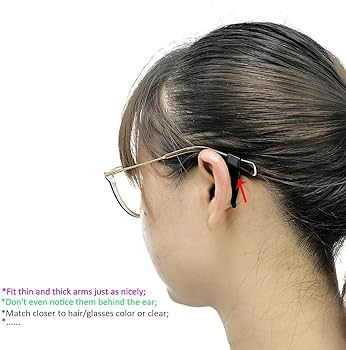 *Fit thin and thick arms just as nicely;
*Don't even notice them behind the ear;
*Match closer to hair/glasses color or clear;
*......